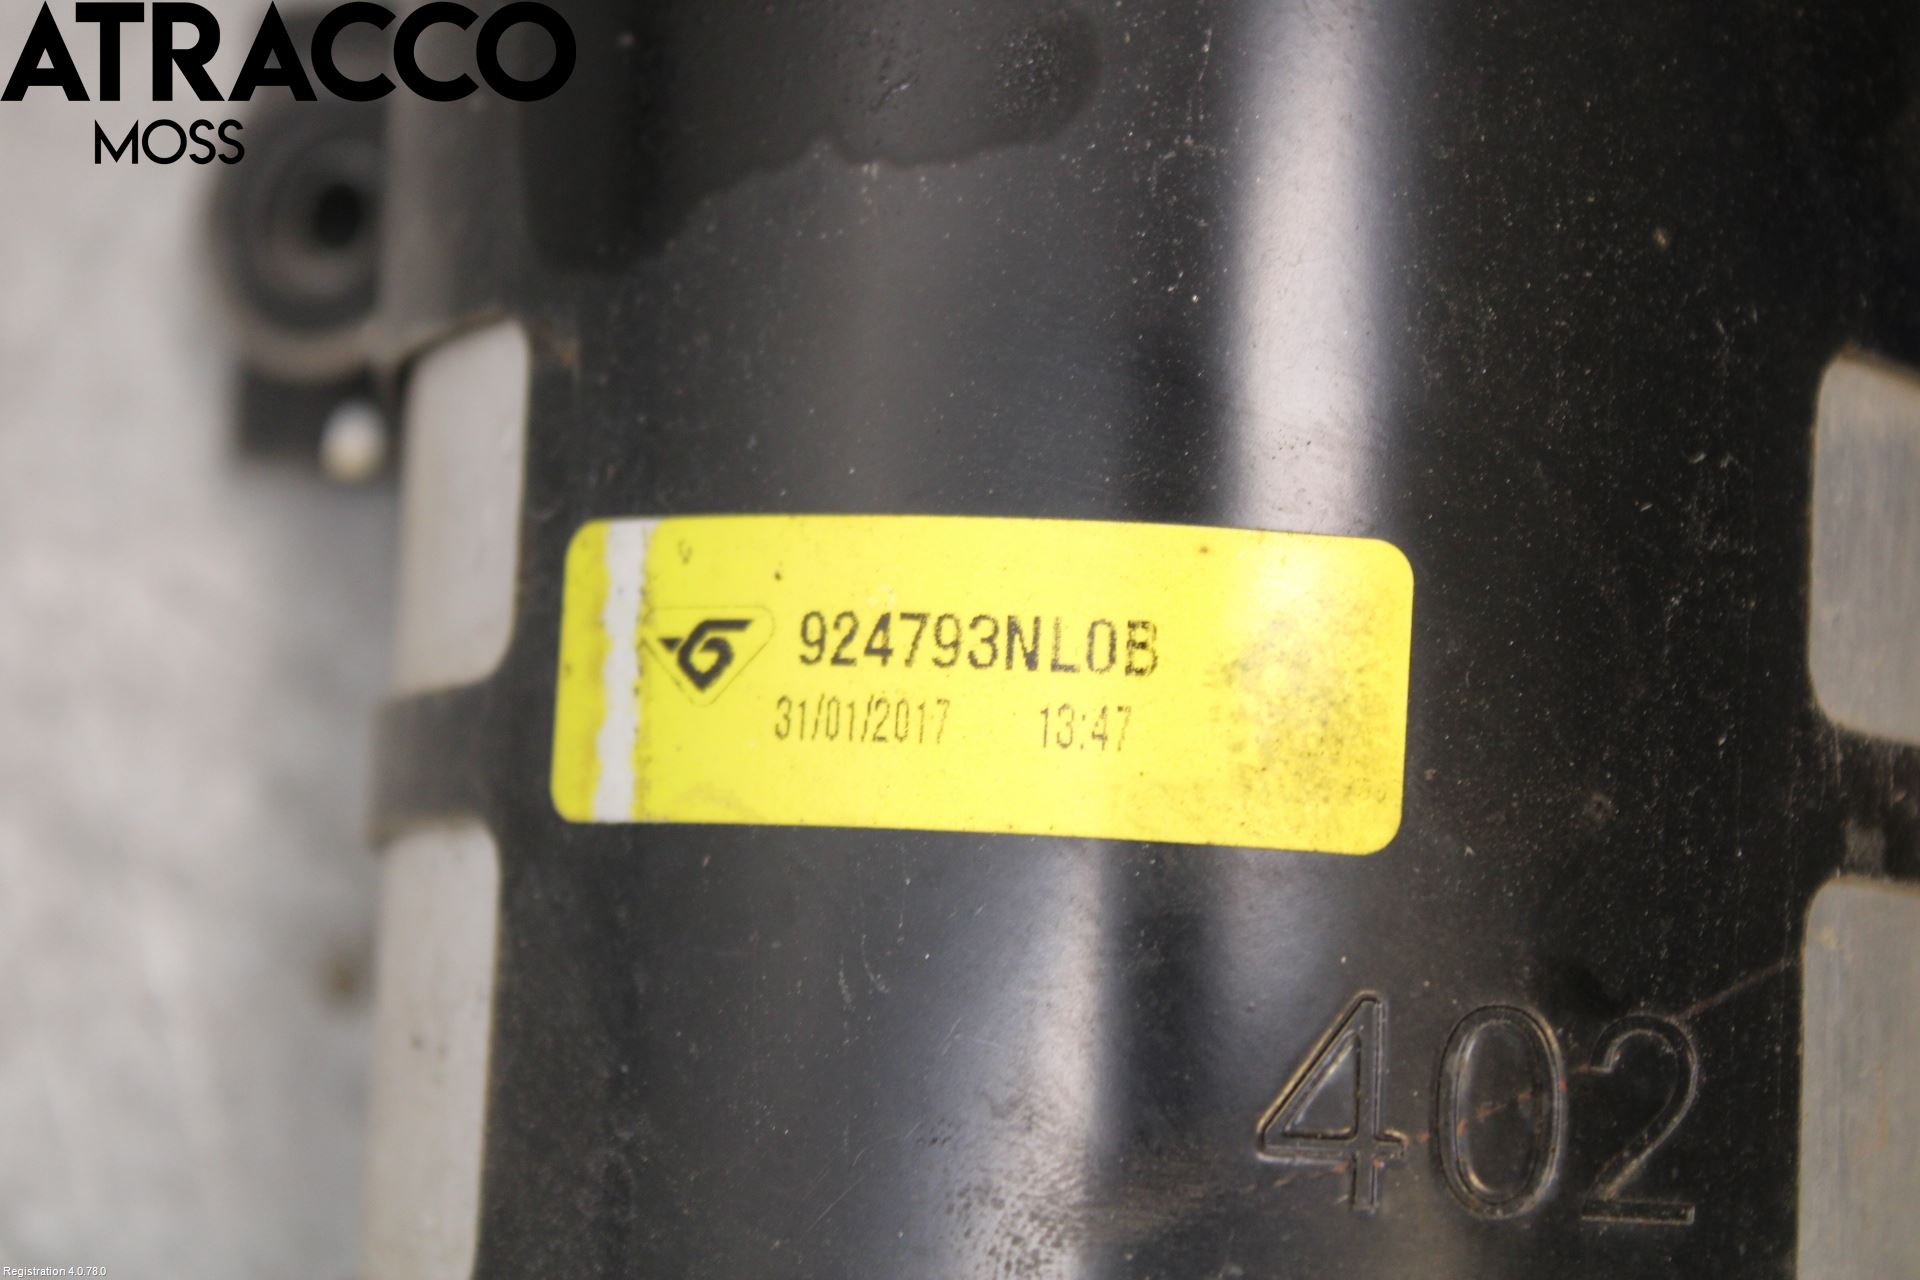 ATRACCO
MOSS
924793NL0B
31/01/2017 13:47
402
Registration 4.0.78.0